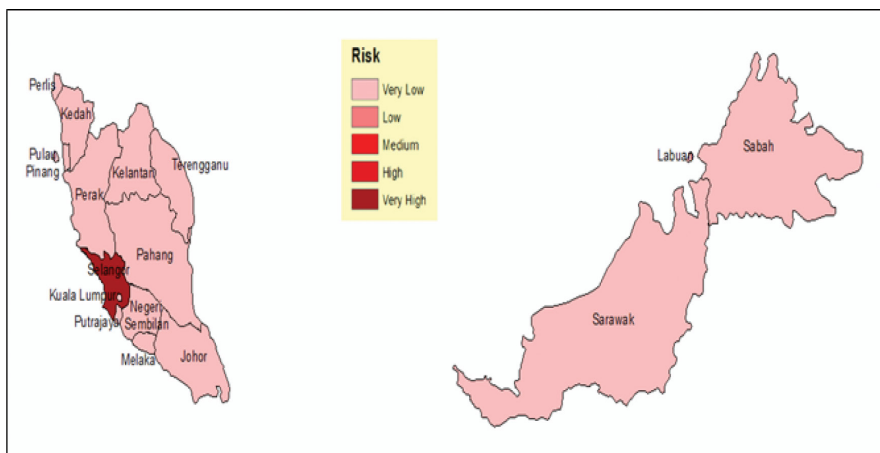 Risk
Very Low
Low
Medium
High
Very High
Perlis
Kedah
Pulau
Pinang
Kelantan
Terengganu
Perak
Pahang
Selangor
Kuala Lumpur
Putrajaya
Negeri
Sembilan
Melaka
Johor
Labuan
Sabah
Sarawak